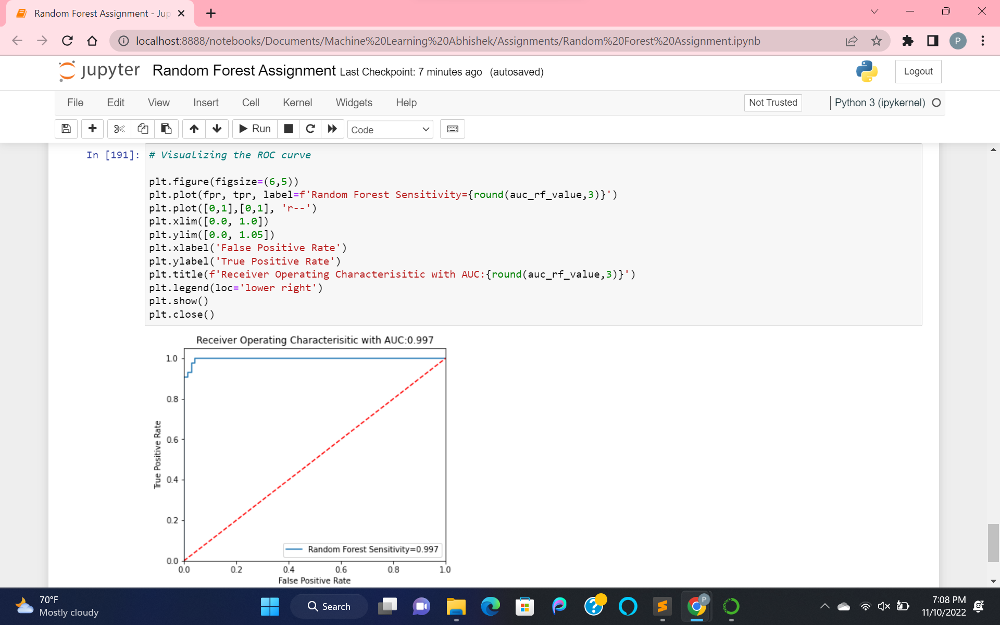 Random Forest Assignment - Jup
localhost:8888/notebooks/Documents/Machine%20Learning%20Abhishek/Assignments/Random%20Forest%20Assignment.ipynb
P
jupyter Random Forest Assignment Last Checkpoint: 7 minutes ago (autosaved)
Logout
File Edit View Insert Cell Kernel Widgets Help
Not Trusted
Python 3 (ipykernel)
Run
Code
In [191]:
# Visualizing the ROC curve
plt.figure(figsize=(6,5))
plt.plot(fpr, tpr, label=f'Random Forest Sensitivity={round(auc_rf_value,3)}')
plt.plot([0,1],[0,1], 'r--')
plt.xlim([0.0, 1.0])
plt.ylim([0.0, 1.05])
plt.xlabel('False Positive Rate')
plt.ylabel('True Positive Rate')
plt.title(f'Receiver Operating Characterisitic with AUC:{round(auc_rf_value,3)}')
plt.legend(loc='lower right')
plt.show()
plt.close()
Receiver Operating Characterisitic with AUC:0.997
1.0
0.8
0.6
0.4
0.2
0.0
True Positive Rate
Random Forest Sensitivity=0.997
0.0 0.2 0.4 0.6 0.8 1.0
False Positive Rate
70°F
Mostly cloudy
Search
P
7:08 PM
11/10/2022